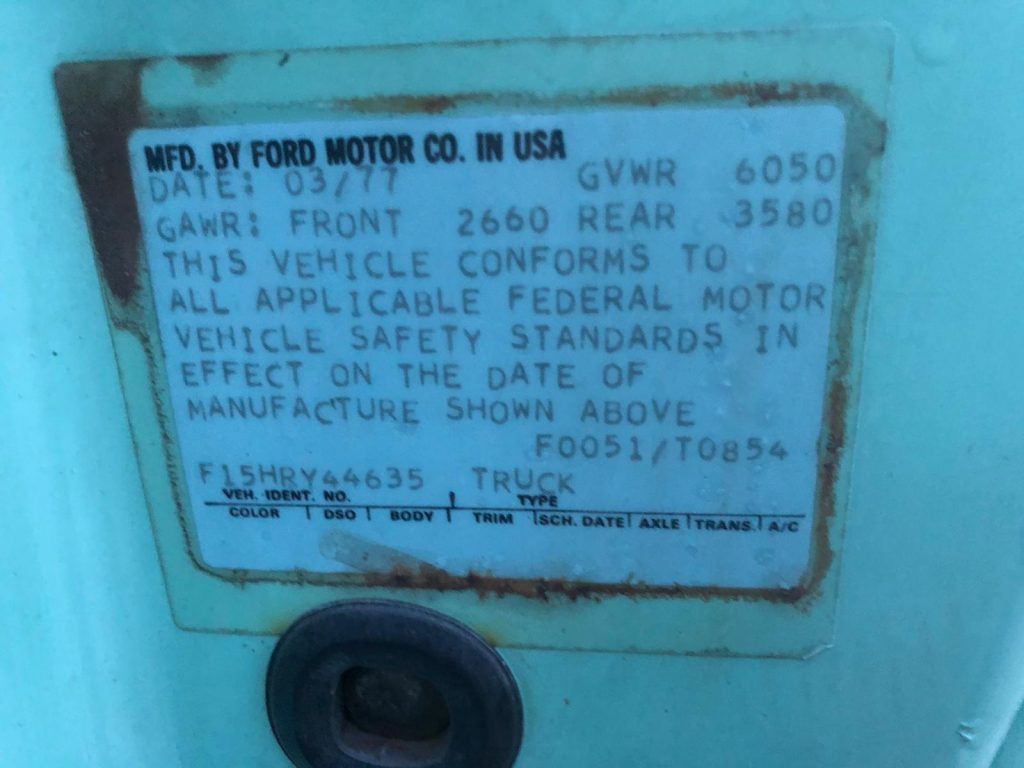 MFD. BY FORD MOTOR CO. IN USA
DATE: 03/77 GVWR 6050
GAWR: FRONT 2660 REAR 3580
THIS VEHICLE CONFORMS TO
ALL APPLICABLE FEDERAL MOTOR
VEHICLE SAFETY STANDARDS IN
EFFECT ON THE DATE OF
MANUFACTURE SHOWN ABOVE
F0051/T0854
F15HRY44635 TRUCK
VEH. IDENT. NO. TYPE
COLOR DSO BODY TRIM SCH. DATE AXLE TRANS. A/C